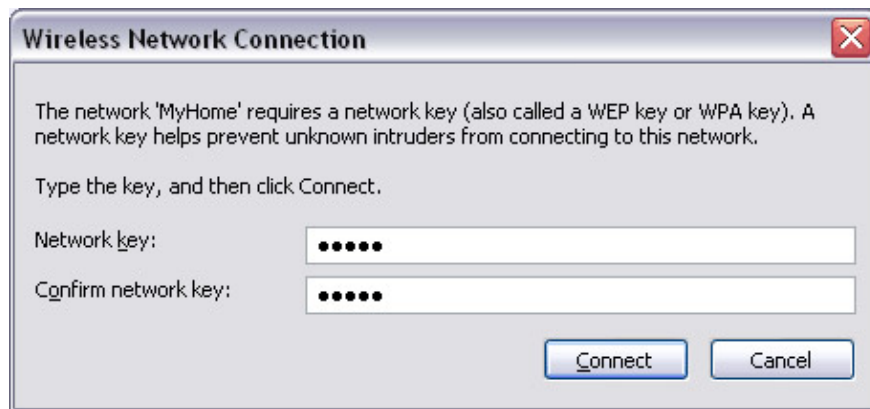 Wireless Network Connection
The network 'MyHome' requires a network key (also called a WEP key or WPA key). A
network key helps prevent unknown intruders from connecting to this network.
Type the key, and then click Connect.
Network key: •••••
Confirm network key: •••••
Connect Cancel